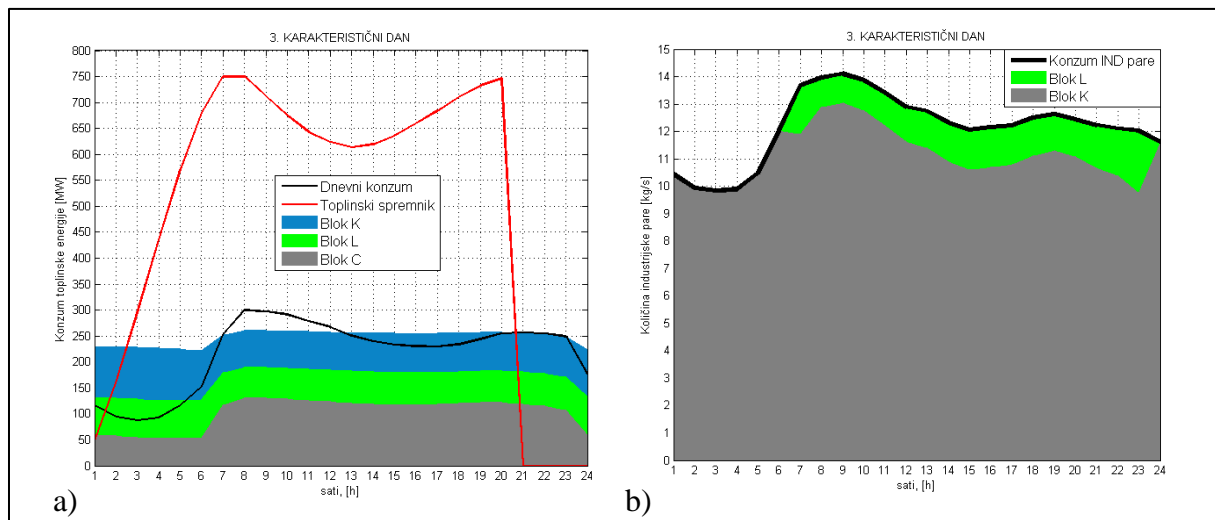 3. KARAKTERISTIČNI DAN
Konzum toplinske energije [MW]
800
750
700
650
600
550
500
450
400
350
300
250
200
150
100
50
0
Dnevni konzum
Toplinski spremnik
Blok K
Blok L
Blok C
1 2 3 4 5 6 7 8 9 10 11 12 13 14 15 16 17 18 19 20 21 22 23 24
sati, [h]
a)
3. KARAKTERISTIČNI DAN
Količina industrijske pare [kg/s]
15
14
13
12
11
10
9
8
7
6
5
4
3
2
1
0
Konzum IND pare
Blok L
Blok K
1 2 3 4 5 6 7 8 9 10 11 12 13 14 15 16 17 18 19 20 21 22 23 24
sati, [h]
b)